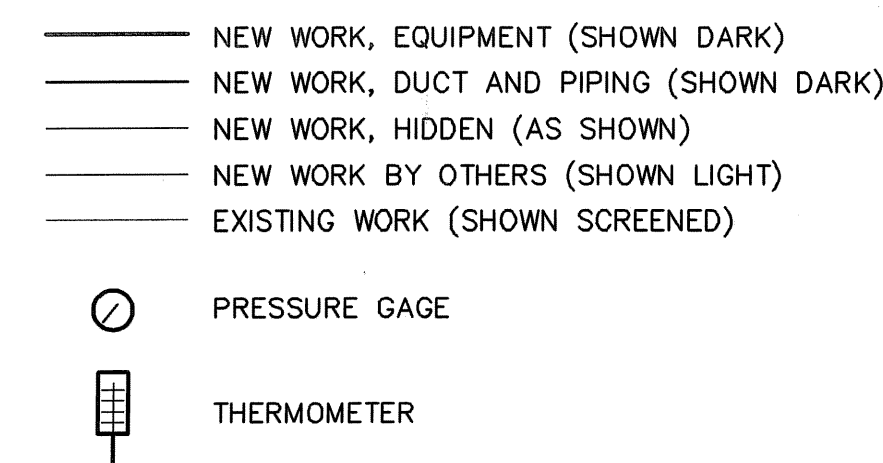 NEW WORK, EQUIPMENT (SHOWN DARK)
NEW WORK, DUCT AND PIPING (SHOWN DARK)
NEW WORK, HIDDEN (AS SHOWN)
NEW WORK BY OTHERS (SHOWN LIGHT)
EXISTING WORK (SHOWN SCREENED)
PRESSURE GAGE
THERMOMETER